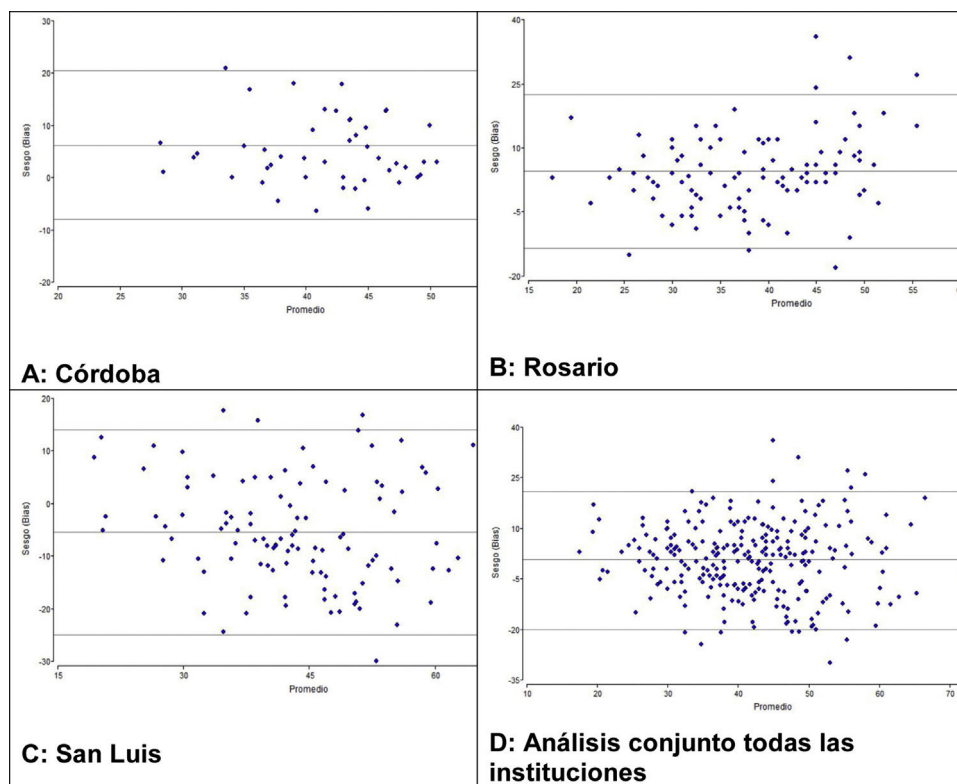 30
20
10
0
-10
-20
Sesgo (Bias)
20 25 30 35 40 45 50
Promedio
A: Córdoba
40
25
10
-5
-20
Sesgo (Bias)
15 20 25 30 35 40 45 50 55
Promedio
B: Rosario
20
10
0
-10
-20
-30
Sesgo (Bias)
15 30 45 60
Promedio
C: San Luis
40
25
10
-5
-20
-35
Sesgo (Bias)
10 20 30 40 50 60 70
Promedio
D: Análisis conjunto todas las
instituciones